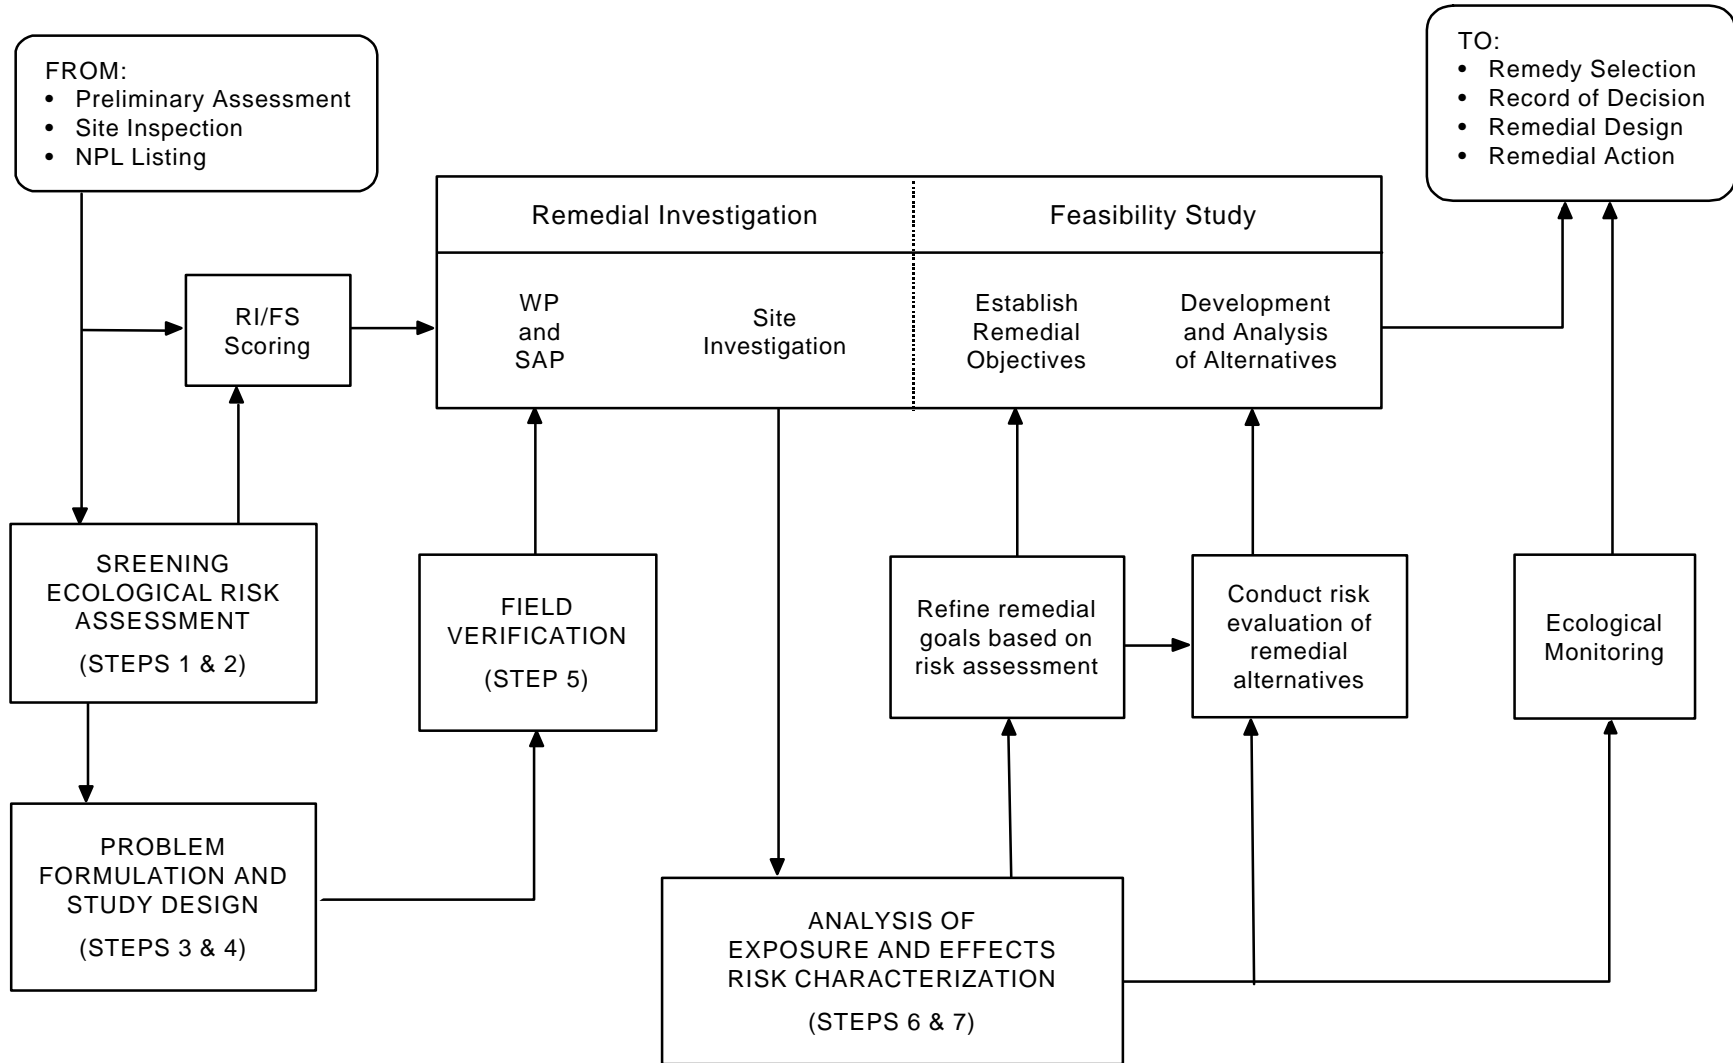 FROM:
• Preliminary Assessment
• Site Inspection
• NPL Listing
TO:
• Remedy Selection
• Record of Decision
• Remedial Design
• Remedial Action
Remedial Investigation
Feasibility Study
RI/FS
Scoring
WP
and
SAP
Site
Investigation
Establish
Remedial
Objectives
Development
and Analysis
of Alternatives
SREENING
ECOLOGICAL RISK
ASSESSMENT
(STEPS 1 & 2)
FIELD
VERIFICATION
(STEP 5)
Refine remedial
goals based on
risk assessment
Conduct risk
evaluation of
remedial
alternatives
Ecological
Monitoring
PROBLEM
FORMULATION AND
STUDY DESIGN
(STEPS 3 & 4)
ANALYSIS OF
EXPOSURE AND EFFECTS
RISK CHARACTERIZATION
(STEPS 6 & 7)